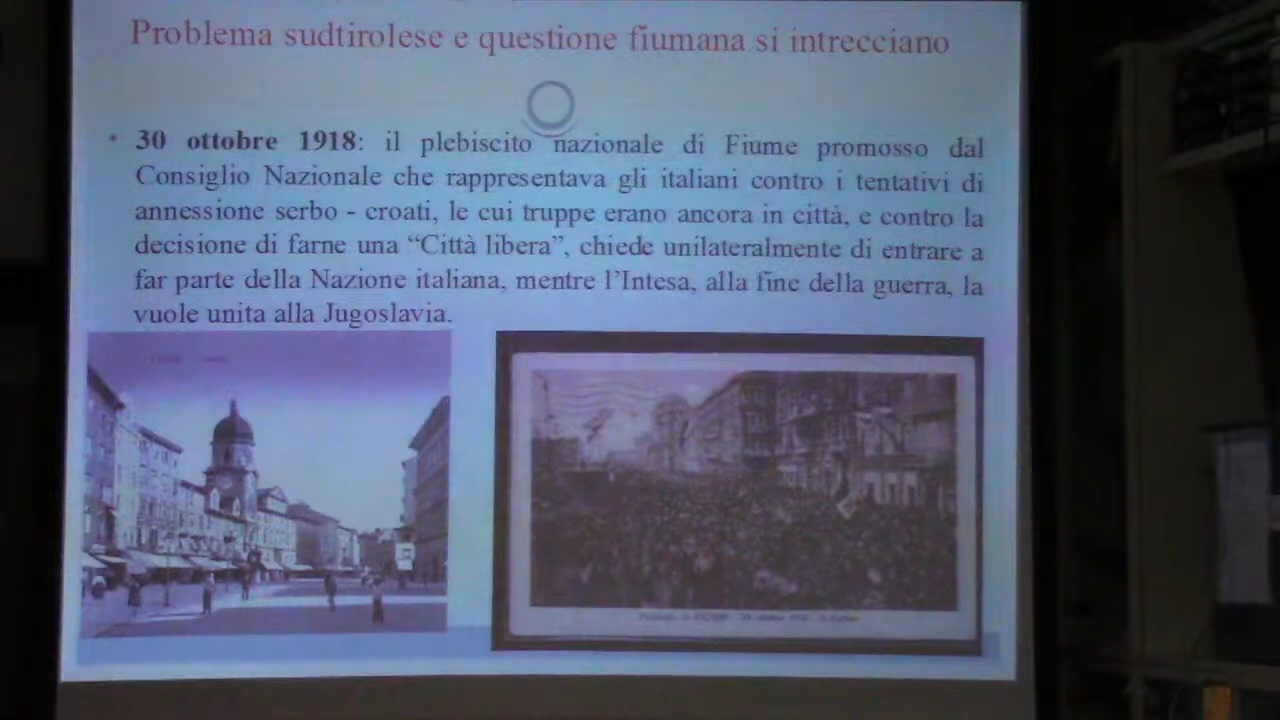 Problema sudtirolese e questione fiumana si intrecciano
• 30 ottobre 1918: il plebiscito nazionale di Fiume promosso dal
Consiglio Nazionale che rappresentava gli italiani contro i tentativi di
annessione serbo - croati, le cui truppe erano ancora in città, e contro la
decisione di farne una “Città libera”, chiede unilateralmente di entrare a
far parte della Nazione italiana, mentre l’Intesa, alla fine della guerra, la
vuole unita alla Jugoslavia.